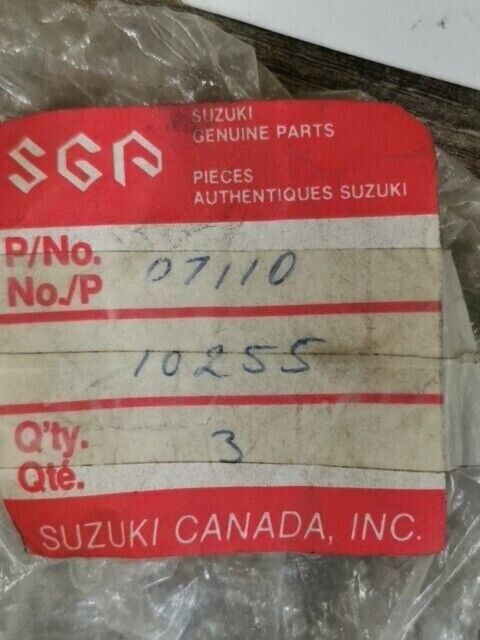 SGP
SUZUKI
GENUINE PARTS
PIECES
AUTHENTIQUES SUZUKI
P/No.
No./P
07110
10255
Q'ty.
Qté.
3
SUZUKI CANADA, INC.